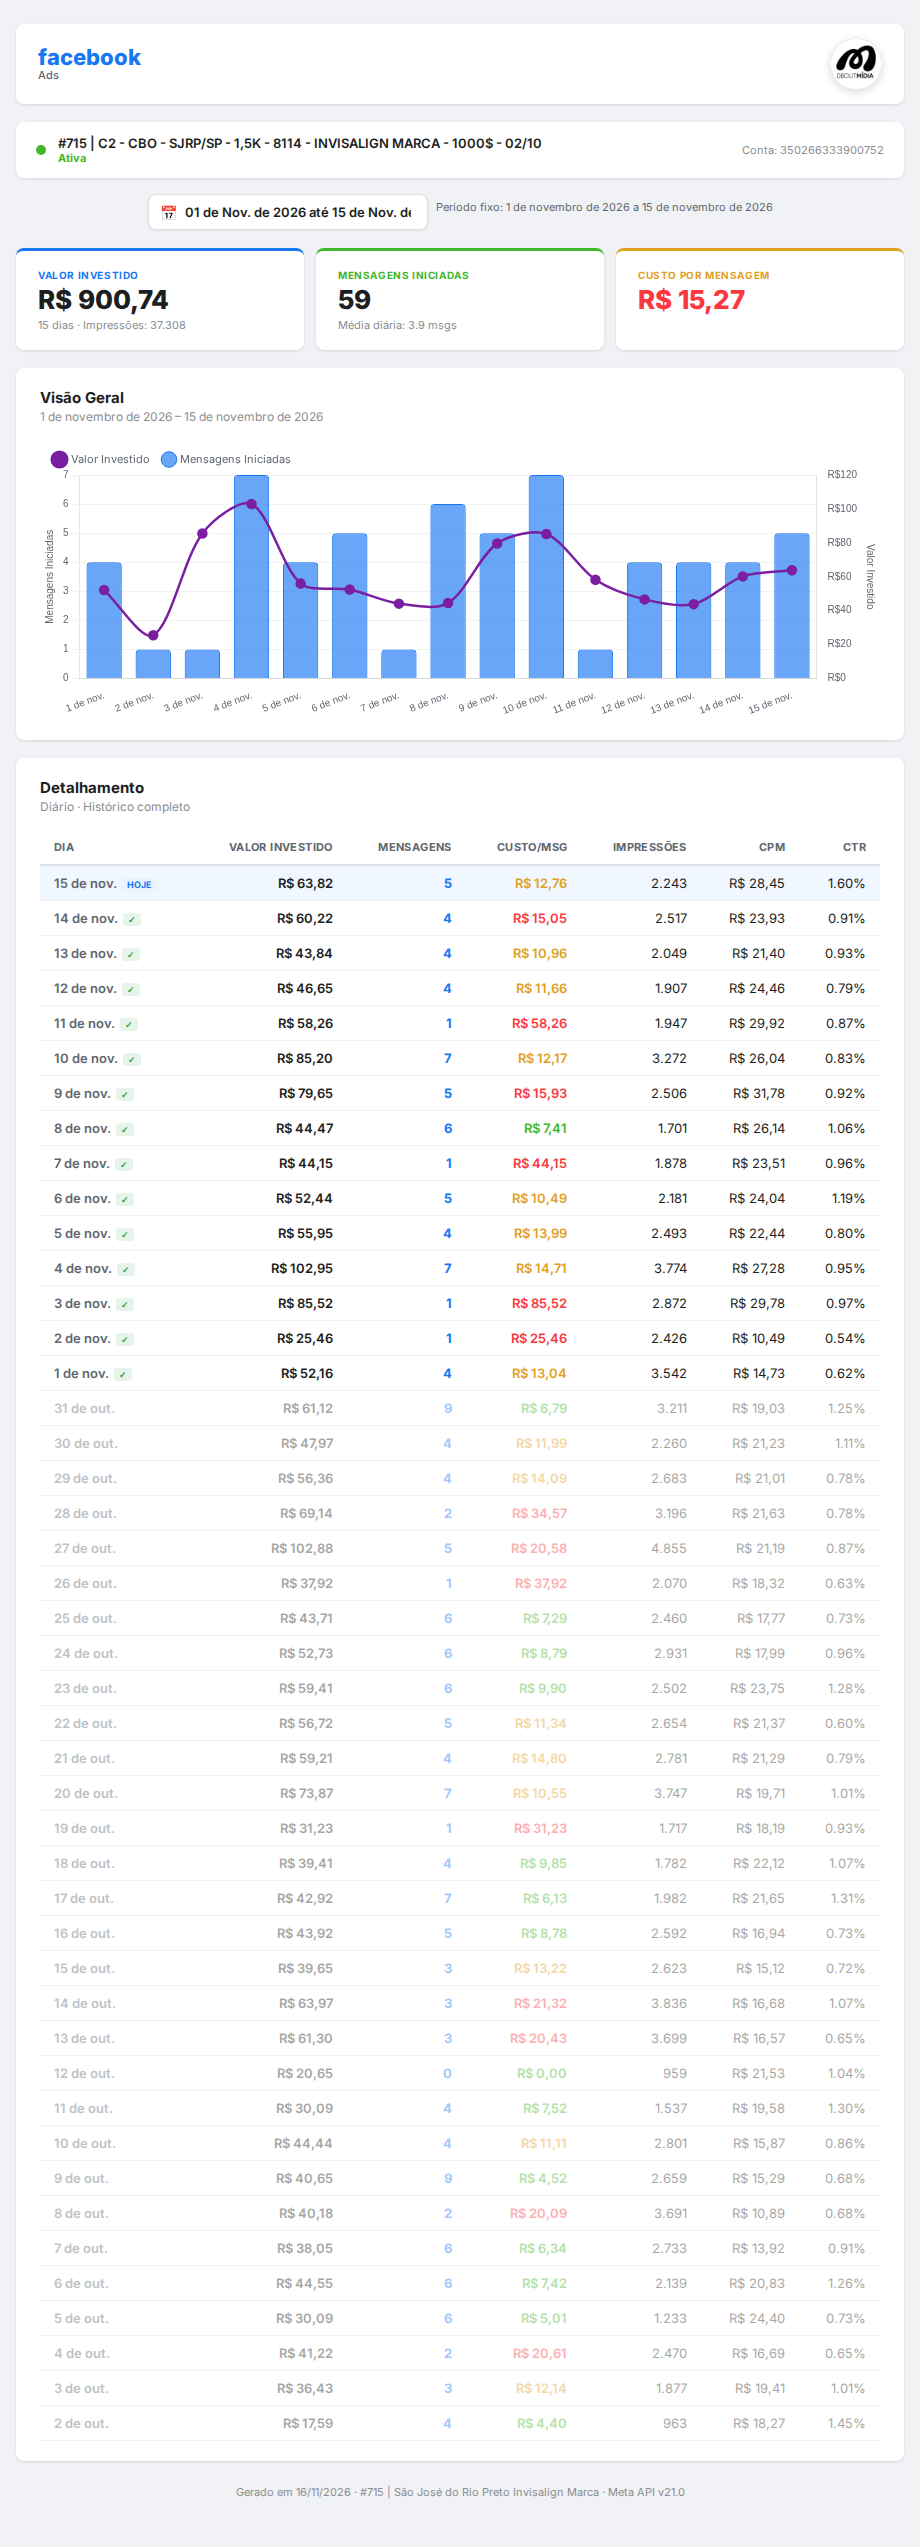 facebook
Ads
DBOUTMÍDIA
#715 | C2 - CBO - SJRP/SP - 1,5K - 8114 - INVISALIGN MARCA - 1000$ - 02/10
Ativa
Conta: 350266333900752
01 de Nov. de 2026 até 15 de Nov. de
Período fixo: 1 de novembro de 2026 a 15 de novembro de 2026
VALOR INVESTIDO
R$ 900,74
15 dias · Impressões: 37.308
MENSAGENS INICIADAS
59
Média diária: 3.9 msgs
CUSTO POR MENSAGEM
R$ 15,27
Visão Geral
1 de novembro de 2026 – 15 de novembro de 2026
Valor Investido Mensagens Iniciadas
7
6
5
4
3
2
1
0
Mensagens Iniciadas
R$120
R$100
R$80
R$60
R$40
R$20
R$0
Valor Investido
1 de nov. 2 de nov. 3 de nov. 4 de nov. 5 de nov. 6 de nov. 7 de nov. 8 de nov. 9 de nov. 10 de nov. 11 de nov. 12 de nov. 13 de nov. 14 de nov. 15 de nov.
Detalhamento
Diário · Histórico completo
DIA VALOR INVESTIDO MENSAGENS CUSTO/MSG IMPRESSÕES CPM CTR
15 de nov. HOJE R$ 63,82 5 R$ 12,76 2.243 R$ 28,45 1.60%
14 de nov. ✓ R$ 60,22 4 R$ 15,05 2.517 R$ 23,93 0.91%
13 de nov. ✓ R$ 43,84 4 R$ 10,96 2.049 R$ 21,40 0.93%
12 de nov. ✓ R$ 46,65 4 R$ 11,66 1.907 R$ 24,46 0.79%
11 de nov. ✓ R$ 58,26 1 R$ 58,26 1.947 R$ 29,92 0.87%
10 de nov. ✓ R$ 85,20 7 R$ 12,17 3.272 R$ 26,04 0.83%
9 de nov. ✓ R$ 79,65 5 R$ 15,93 2.506 R$ 31,78 0.92%
8 de nov. ✓ R$ 44,47 6 R$ 7,41 1.701 R$ 26,14 1.06%
7 de nov. ✓ R$ 44,15 1 R$ 44,15 1.878 R$ 23,51 0.96%
6 de nov. ✓ R$ 52,44 5 R$ 10,49 2.181 R$ 24,04 1.19%
5 de nov. ✓ R$ 55,95 4 R$ 13,99 2.493 R$ 22,44 0.80%
4 de nov. ✓ R$ 102,95 7 R$ 14,71 3.774 R$ 27,28 0.95%
3 de nov. ✓ R$ 85,52 1 R$ 85,52 2.872 R$ 29,78 0.97%
2 de nov. ✓ R$ 25,46 1 R$ 25,46 2.426 R$ 10,49 0.54%
1 de nov. ✓ R$ 52,16 4 R$ 13,04 3.542 R$ 14,73 0.62%
31 de out. R$ 61,12 9 R$ 6,79 3.211 R$ 19,03 1.25%
30 de out. R$ 47,97 4 R$ 11,99 2.260 R$ 21,23 1.11%
29 de out. R$ 56,36 4 R$ 14,09 2.683 R$ 21,01 0.78%
28 de out. R$ 69,14 2 R$ 34,57 3.196 R$ 21,63 0.78%
27 de out. R$ 102,88 5 R$ 20,58 4.855 R$ 21,19 0.87%
26 de out. R$ 37,92 1 R$ 37,92 2.070 R$ 18,32 0.63%
25 de out. R$ 43,71 6 R$ 7,29 2.460 R$ 17,77 0.73%
24 de out. R$ 52,73 6 R$ 8,79 2.931 R$ 17,99 0.96%
23 de out. R$ 59,41 6 R$ 9,90 2.502 R$ 23,75 1.28%
22 de out. R$ 56,72 5 R$ 11,34 2.654 R$ 21,37 0.60%
21 de out. R$ 59,21 4 R$ 14,80 2.781 R$ 21,29 0.79%
20 de out. R$ 73,87 7 R$ 10,55 3.747 R$ 19,71 1.01%
19 de out. R$ 31,23 1 R$ 31,23 1.717 R$ 18,19 0.93%
18 de out. R$ 39,41 4 R$ 9,85 1.782 R$ 22,12 1.07%
17 de out. R$ 42,92 7 R$ 6,13 1.982 R$ 21,65 1.31%
16 de out. R$ 43,92 5 R$ 8,78 2.592 R$ 16,94 0.73%
15 de out. R$ 39,65 3 R$ 13,22 2.623 R$ 15,12 0.72%
14 de out. R$ 63,97 3 R$ 21,32 3.836 R$ 16,68 1.07%
13 de out. R$ 61,30 3 R$ 20,43 3.699 R$ 16,57 0.65%
12 de out. R$ 20,65 0 R$ 0,00 959 R$ 21,53 1.04%
11 de out. R$ 30,09 4 R$ 7,52 1.537 R$ 19,58 1.30%
10 de out. R$ 44,44 4 R$ 11,11 2.801 R$ 15,87 0.86%
9 de out. R$ 40,65 9 R$ 4,52 2.659 R$ 15,29 0.68%
8 de out. R$ 40,18 2 R$ 20,09 3.691 R$ 10,89 0.68%
7 de out. R$ 38,05 6 R$ 6,34 2.733 R$ 13,92 0.91%
6 de out. R$ 44,55 6 R$ 7,42 2.139 R$ 20,83 1.26%
5 de out. R$ 30,09 6 R$ 5,01 1.233 R$ 24,40 0.73%
4 de out. R$ 41,22 2 R$ 20,61 2.470 R$ 16,69 0.65%
3 de out. R$ 36,43 3 R$ 12,14 1.877 R$ 19,41 1.01%
2 de out. R$ 17,59 4 R$ 4,40 963 R$ 18,27 1.45%
Gerado em 16/11/2026 · #715 | São José do Rio Preto Invisalign Marca · Meta API v21.0